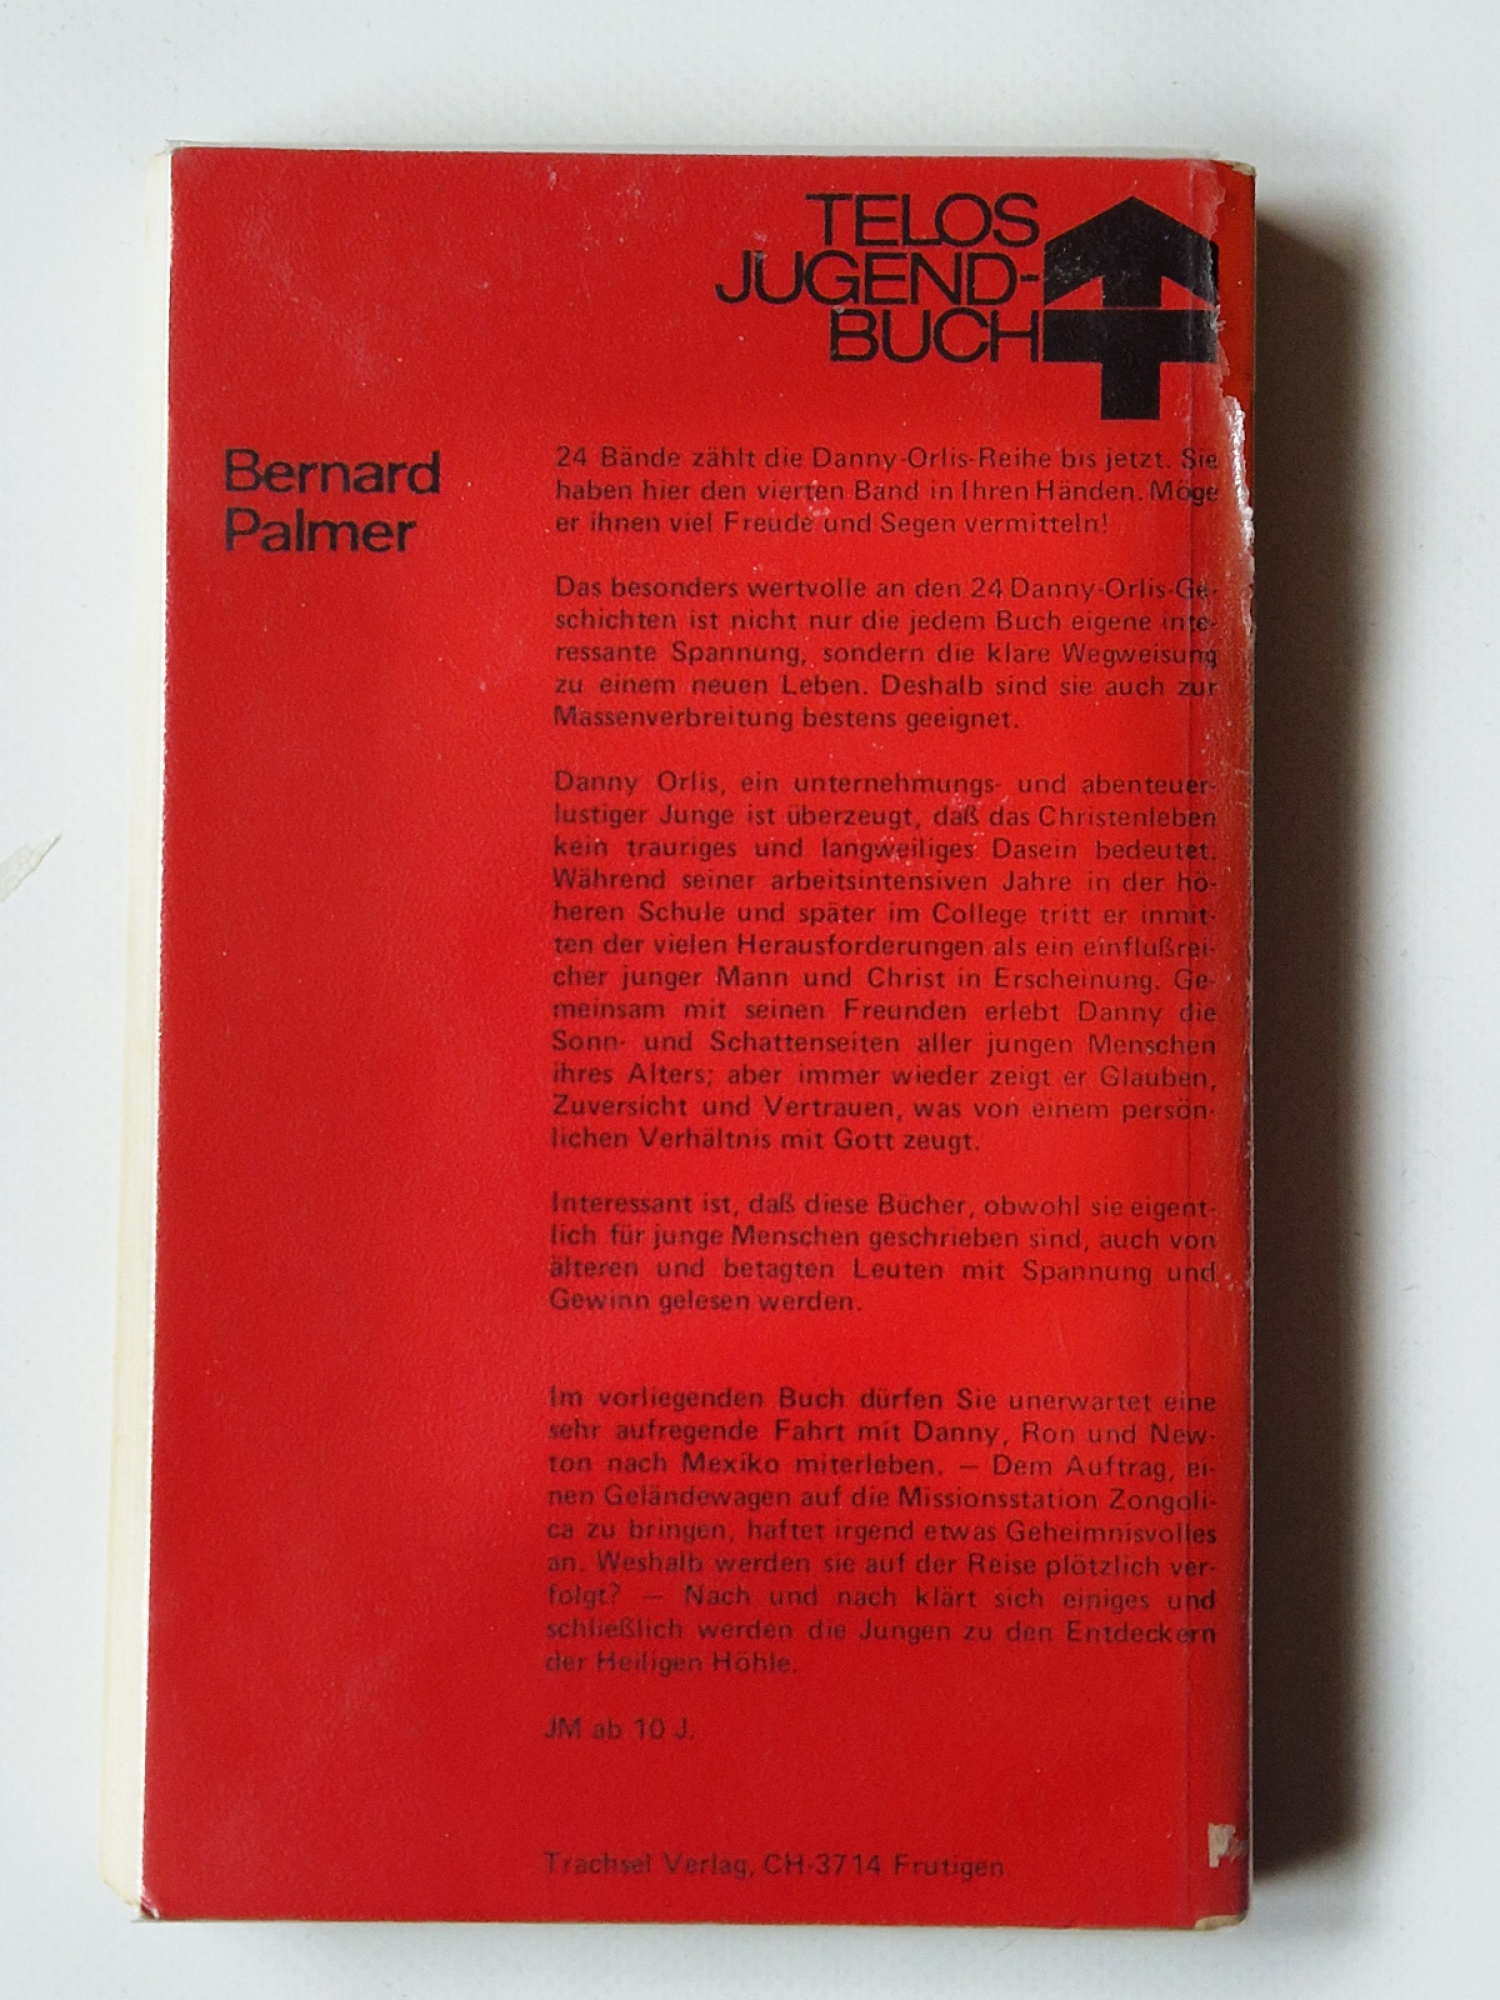 TELOS
JUGEND-
BUCH
Bernard
Palmer
24 Bände zählt die Danny-Orlis-Reihe bis jetzt. Sie
haben hier den vierten Band in Ihren Händen. Möge
er ihnen viel Freude und Segen vermitteln!
Das besonders wertvolle an den 24 Danny-Orlis-Ge-
schichten ist nicht nur die jedem Buch eigene inte-
ressante Spannung, sondern die klare Wegweisung
zu einem neuen Leben. Deshalb sind sie auch zur
Massenverbreitung bestens geeignet.
Danny Orlis, ein unternehmungs- und abenteuer-
lustiger Junge ist überzeugt, daß das Christenleben
kein trauriges und langweiliges Dasein bedeutet.
Während seiner arbeitsintensiven Jahre in der hö-
heren Schule und später im College tritt er inmit-
ten der vielen Herausforderungen als ein einflußrei-
cher junger Mann und Christ in Erscheinung. Ge-
meinsam mit seinen Freunden erlebt Danny die
Sonn- und Schattenseiten aller jungen Menschen
ihres Alters; aber immer wieder zeigt er Glauben,
Zuversicht und Vertrauen, was von einem persön-
lichen Verhältnis mit Gott zeugt.
Interessant ist, daß diese Bücher, obwohl sie eigent-
lich für junge Menschen geschrieben sind, auch von
älteren und betagten Leuten mit Spannung und
Gewinn gelesen werden.
Im vorliegenden Buch dürfen Sie unerwartet eine
sehr aufregende Fahrt mit Danny, Ron und New-
ton nach Mexiko miterleben. — Dem Auftrag, ei-
nen Geländewagen auf die Missionsstation Zongoli-
ca zu bringen, haftet irgend etwas Geheimnisvolles
an. Weshalb werden sie auf der Reise plötzlich ver-
folgt? — Nach und nach klärt sich einiges und
schließlich werden die Jungen zu den Entdeckern
der Heiligen Höhle.
JM ab 10 J.
Trachsel Verlag, CH-3714 Frutigen